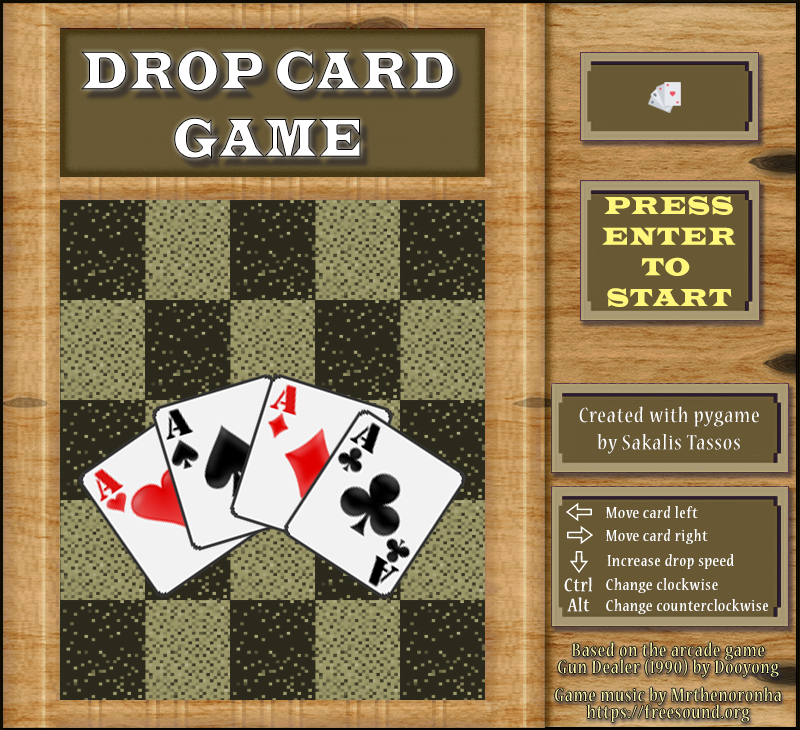 DROP CARD
GAME
PRESS
ENTER
TO
START
A
A
A
A
A
Created with pygame
by Sakalis Tassos
Move card left
Move card right
Increase drop speed
Ctrl Change clockwise
Alt Change counterclockwise
Based on the arcade game
Gun Dealer (1990) by Dooyong
Game music by Mrthenoronha
https://freesound.org